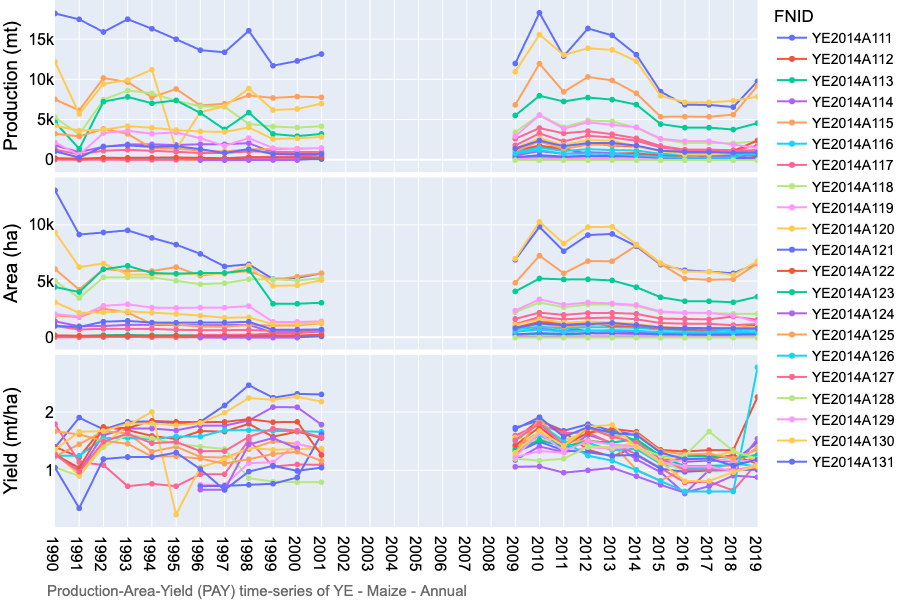 Production (mt)
15k
10k
5k
0
Area (ha)
10k
5k
0
Yield (mt/ha)
2
1
1990
1991
1992
1993
1994
1995
1996
1997
1998
1999
2000
2001
2002
2003
2004
2005
2006
2007
2008
2009
2010
2011
2012
2013
2014
2015
2016
2017
2018
2019
FNID
YE2014A111
YE2014A112
YE2014A113
YE2014A114
YE2014A115
YE2014A116
YE2014A117
YE2014A118
YE2014A119
YE2014A120
YE2014A121
YE2014A122
YE2014A123
YE2014A124
YE2014A125
YE2014A126
YE2014A127
YE2014A128
YE2014A129
YE2014A130
YE2014A131
Production-Area-Yield (PAY) time-series of YE - Maize - Annual